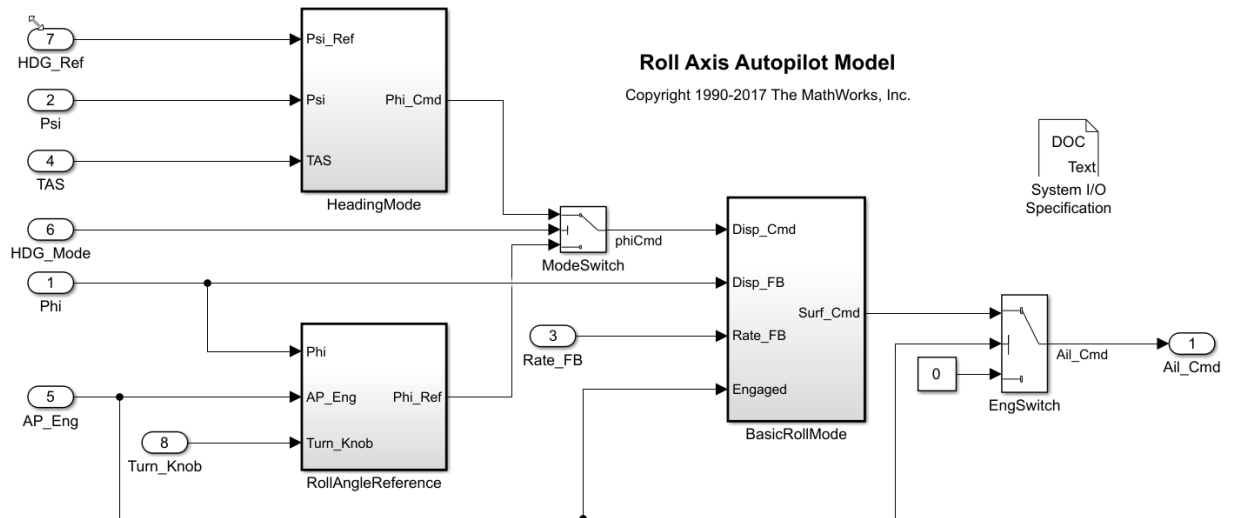 7
HDG_Ref
2
Psi
4
TAS
Psi_Ref
Psi
Phi_Cmd
TAS
HeadingMode
Roll Axis Autopilot Model
Copyright 1990-2017 The MathWorks, Inc.
DOC
Text
System I/O
Specification
6
HDG_Mode
phiCmd
ModeSwitch
1
Phi
Disp_Cmd
Disp_FB
Surf_Cmd
Rate_FB
Engaged
BasicRollMode
3
Rate_FB
Phi
AP_Eng
Phi_Ref
Turn_Knob
RollAngleReference
5
AP_Eng
8
Turn_Knob
0
Ail_Cmd
EngSwitch
1
Ail_Cmd